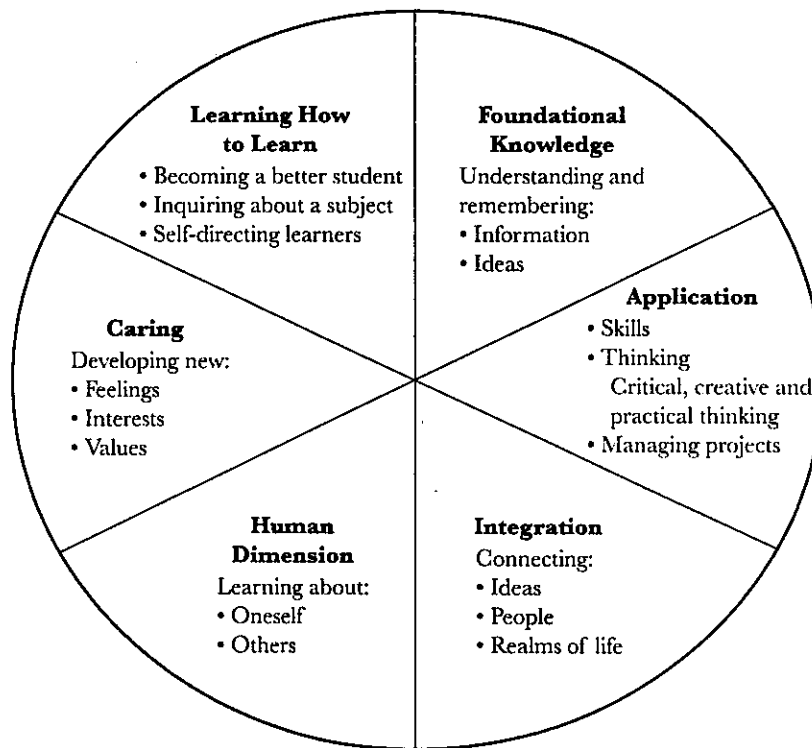 Learning How
to Learn
• Becoming a better student
• Inquiring about a subject
• Self-directing learners
Foundational
Knowledge
Understanding and
remembering:
• Information
• Ideas
Application
• Skills
• Thinking
Critical, creative and
practical thinking
• Managing projects
Integration
Connecting:
• Ideas
• People
• Realms of life
Human
Dimension
Learning about:
• Oneself
• Others
Caring
Developing new:
• Feelings
• Interests
• Values